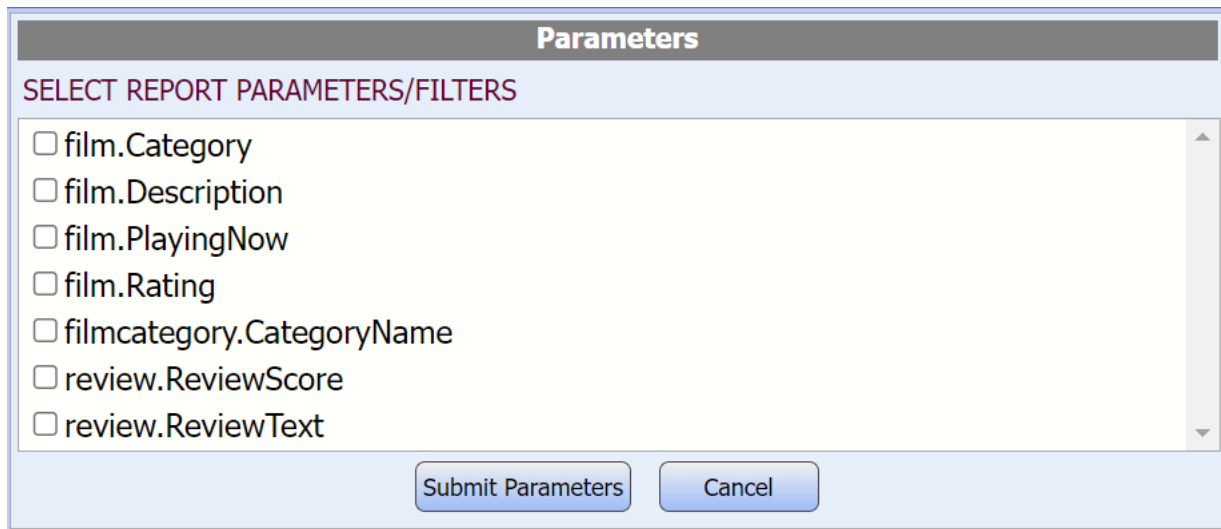 Parameters
SELECT REPORT PARAMETERS/FILTERS
film.Category
film.Description
film.PlayingNow
film.Rating
filmcategory.CategoryName
review.ReviewScore
review.ReviewText
Submit Parameters Cancel